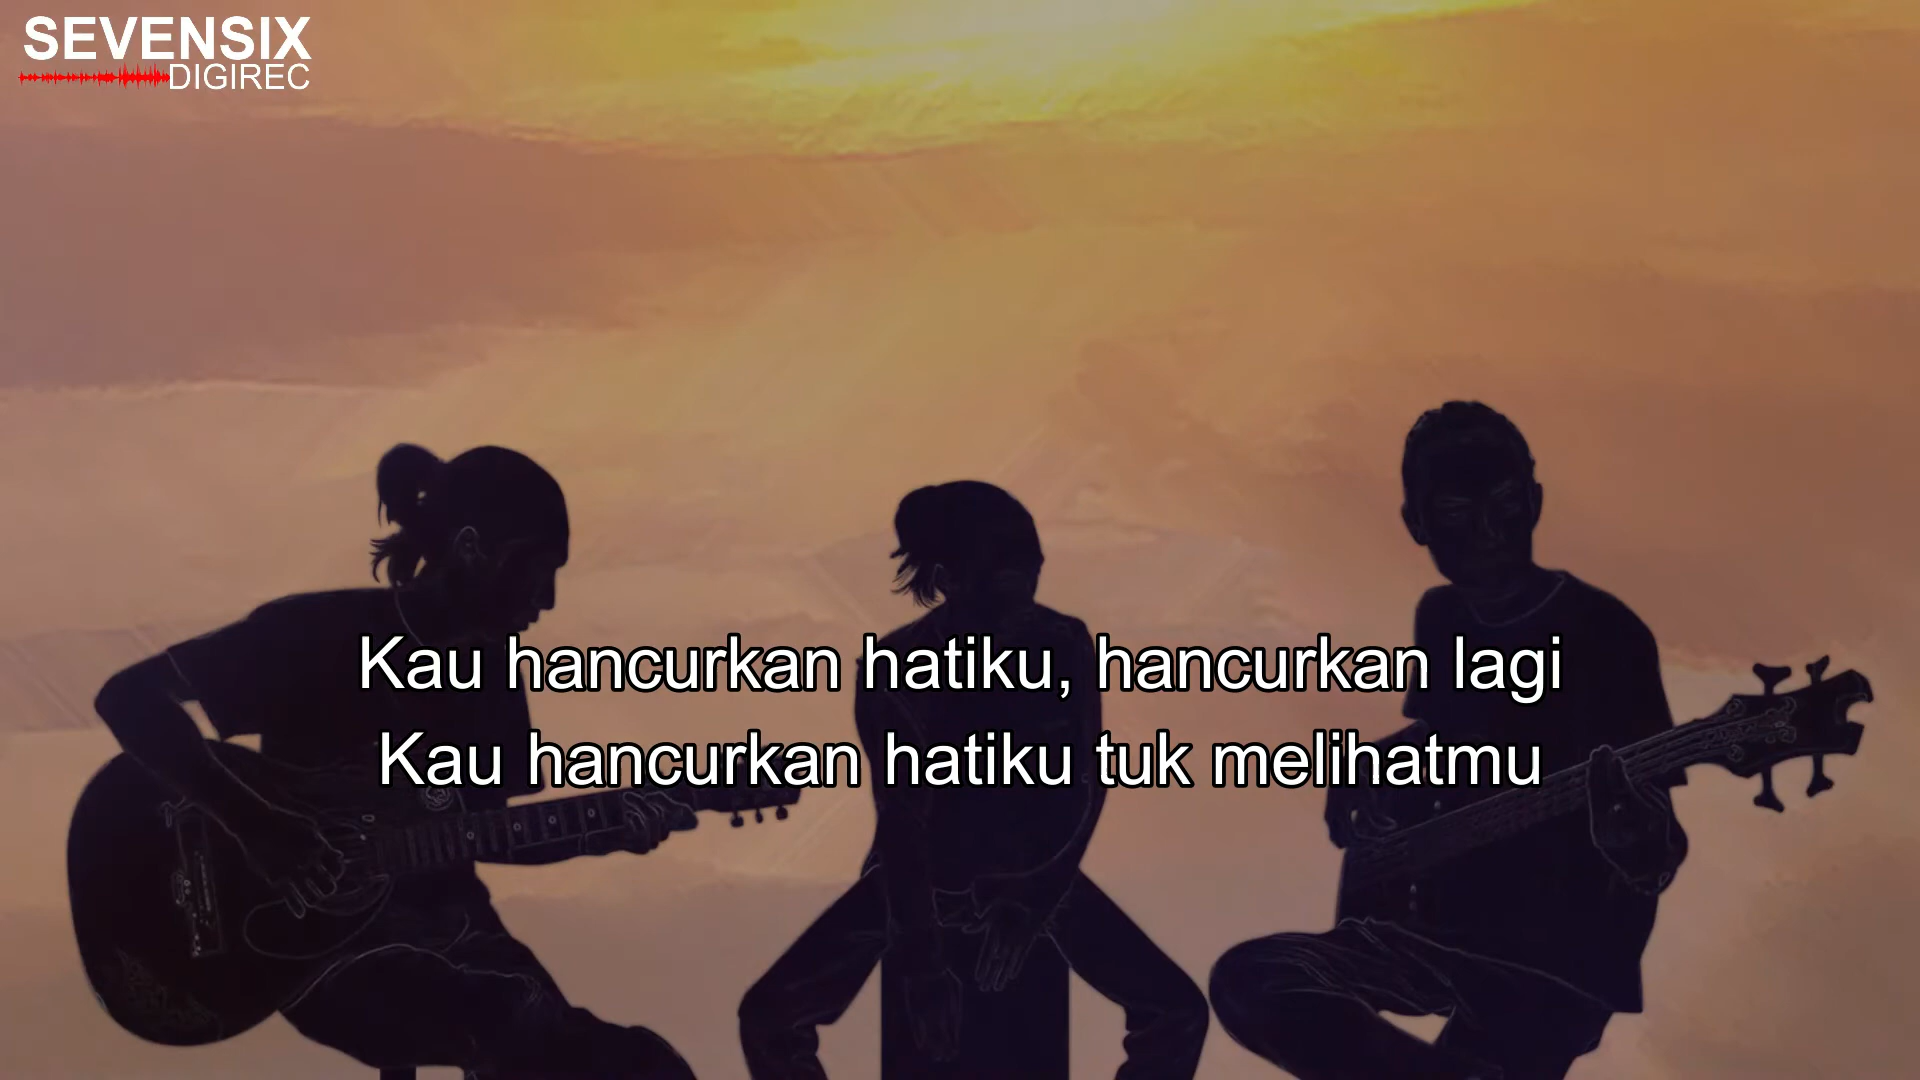 SEVENSIX
DIGIREC
Kau hancurkan hatiku, hancurkan lagi
Kau hancurkan hatiku tuk melihatmu